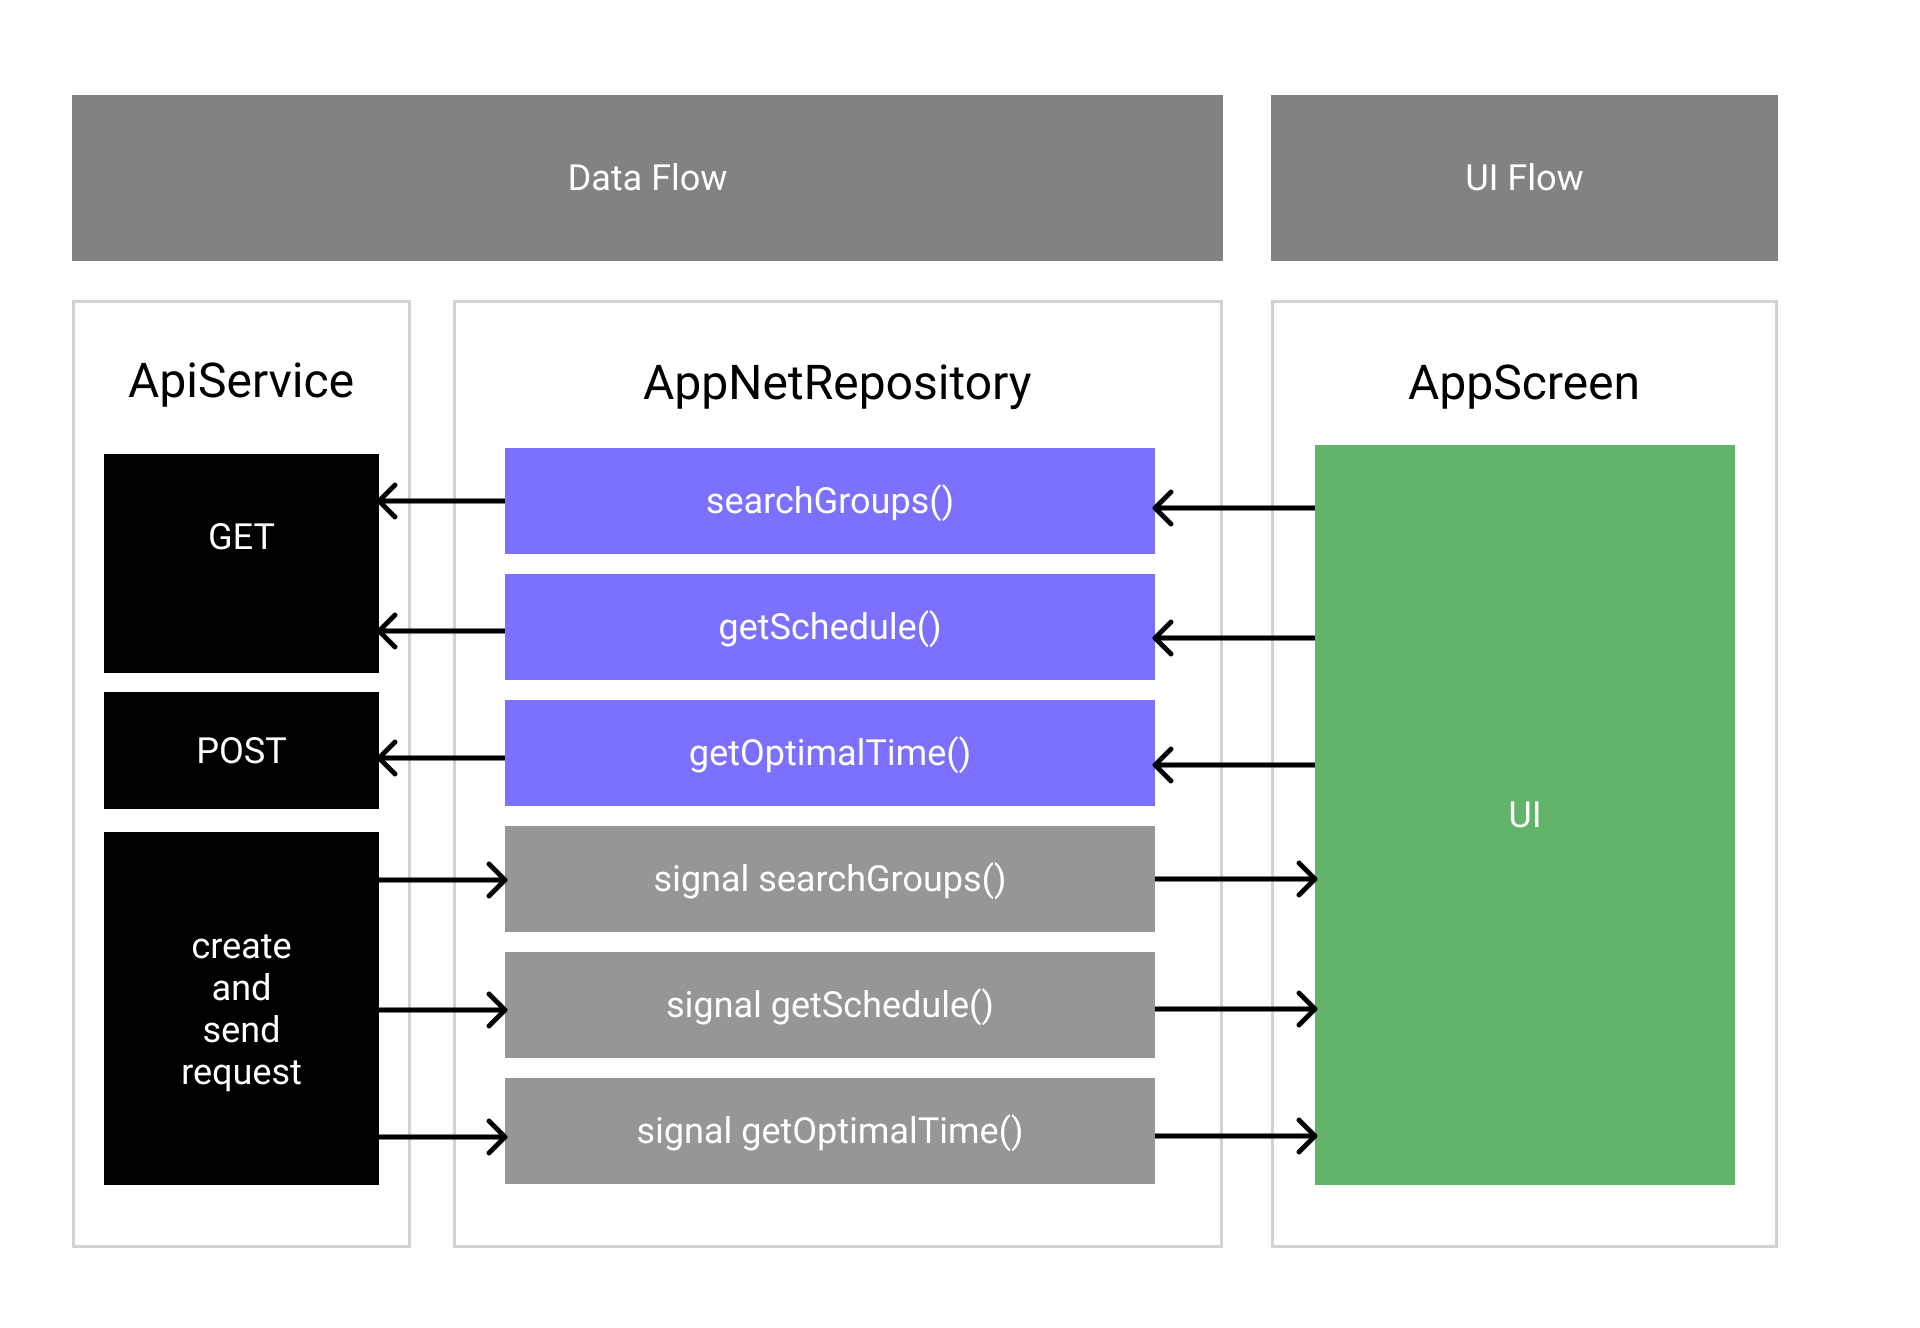 Data Flow
UI Flow
ApiService
AppNetRepository
AppScreen
GET
POST
create
and
send
request
searchGroups()
getSchedule()
getOptimalTime()
signal searchGroups()
signal getSchedule()
signal getOptimalTime()
UI